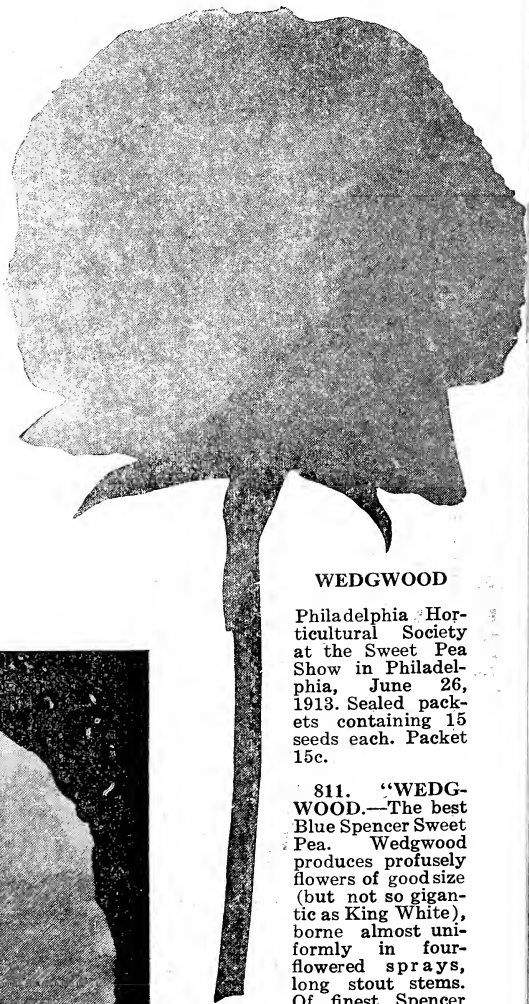 WEDGWOOD
Philadelphia Hor-
ticultural Society
at the Sweet Pea
Show in Philadel-
phia, June 26,
1913. Sealed pack-
ets containing 15
seeds each. Packet
15c.
811. "WEDG-
WOOD.—The best
Blue Spencer Sweet
Pea. Wedgwood
produces profusely
flowers of good size
(but not so gigan-
tic as King White),
borne almost uni-
formly in four-
flowered sprays,
long stout stems.
Of finest Spencer